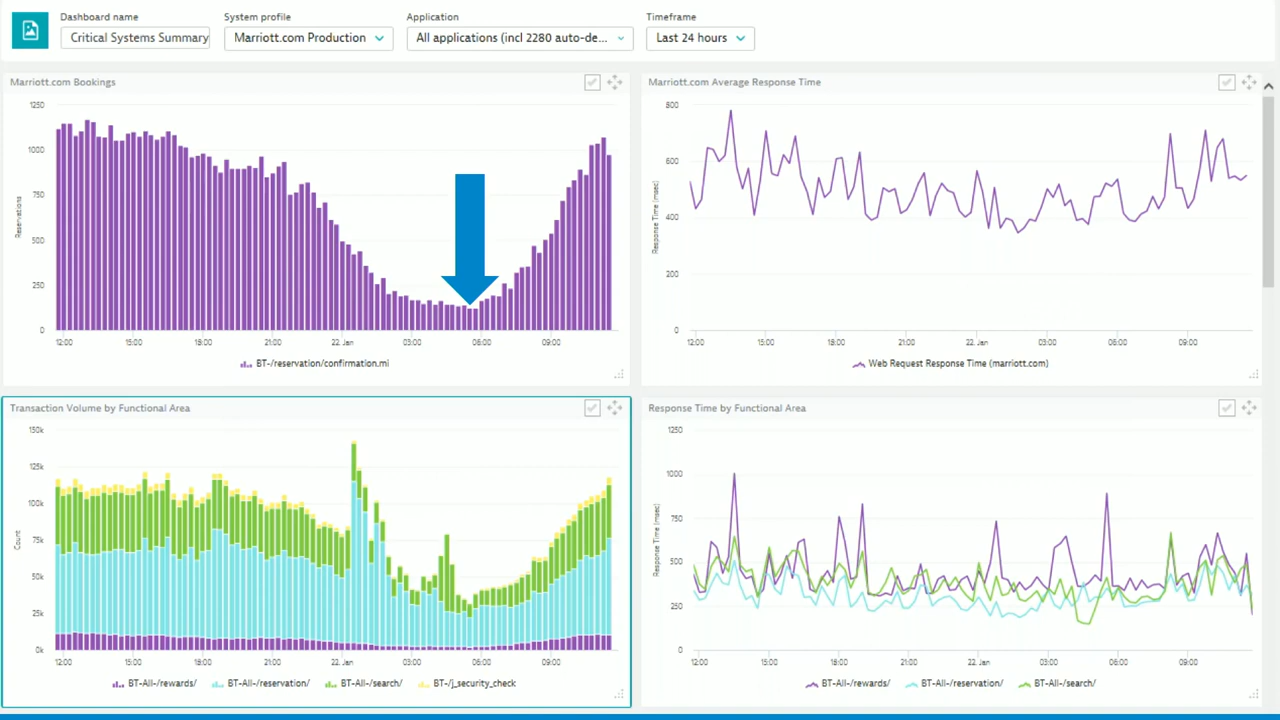 Dashboard name System profile Application Timeframe
Critical Systems Summary Marriott.com Production All applications (incl 2280 auto-de... Last 24 hours
Marriott.com Bookings
1250
1000
750
500
250
0
Reservations
12:00 15:00 18:00 21:00 22. Jan 03:00 06:00 09:00
BT-/reservation/confirmation.mi
Marriott.com Average Response Time
800
600
400
200
0
Response Time [msec]
12:00 15:00 18:00 21:00 22. Jan 03:00 06:00 09:00
Web Request Response Time (marriott.com)
Transaction Volume by Functional Area
150k
125k
100k
75k
50k
25k
0k
Count
12:00 15:00 18:00 21:00 22. Jan 03:00 06:00 09:00
BT-All-/rewards/ BT-All-/reservation/ BT-All-/search/ BT-/j_security_check
Response Time by Functional Area
1250
1000
750
500
250
0
Response Time [msec]
12:00 15:00 18:00 21:00 22. Jan 03:00 06:00 09:00
BT-All-/rewards/ BT-All-/reservation/ BT-All-/search/